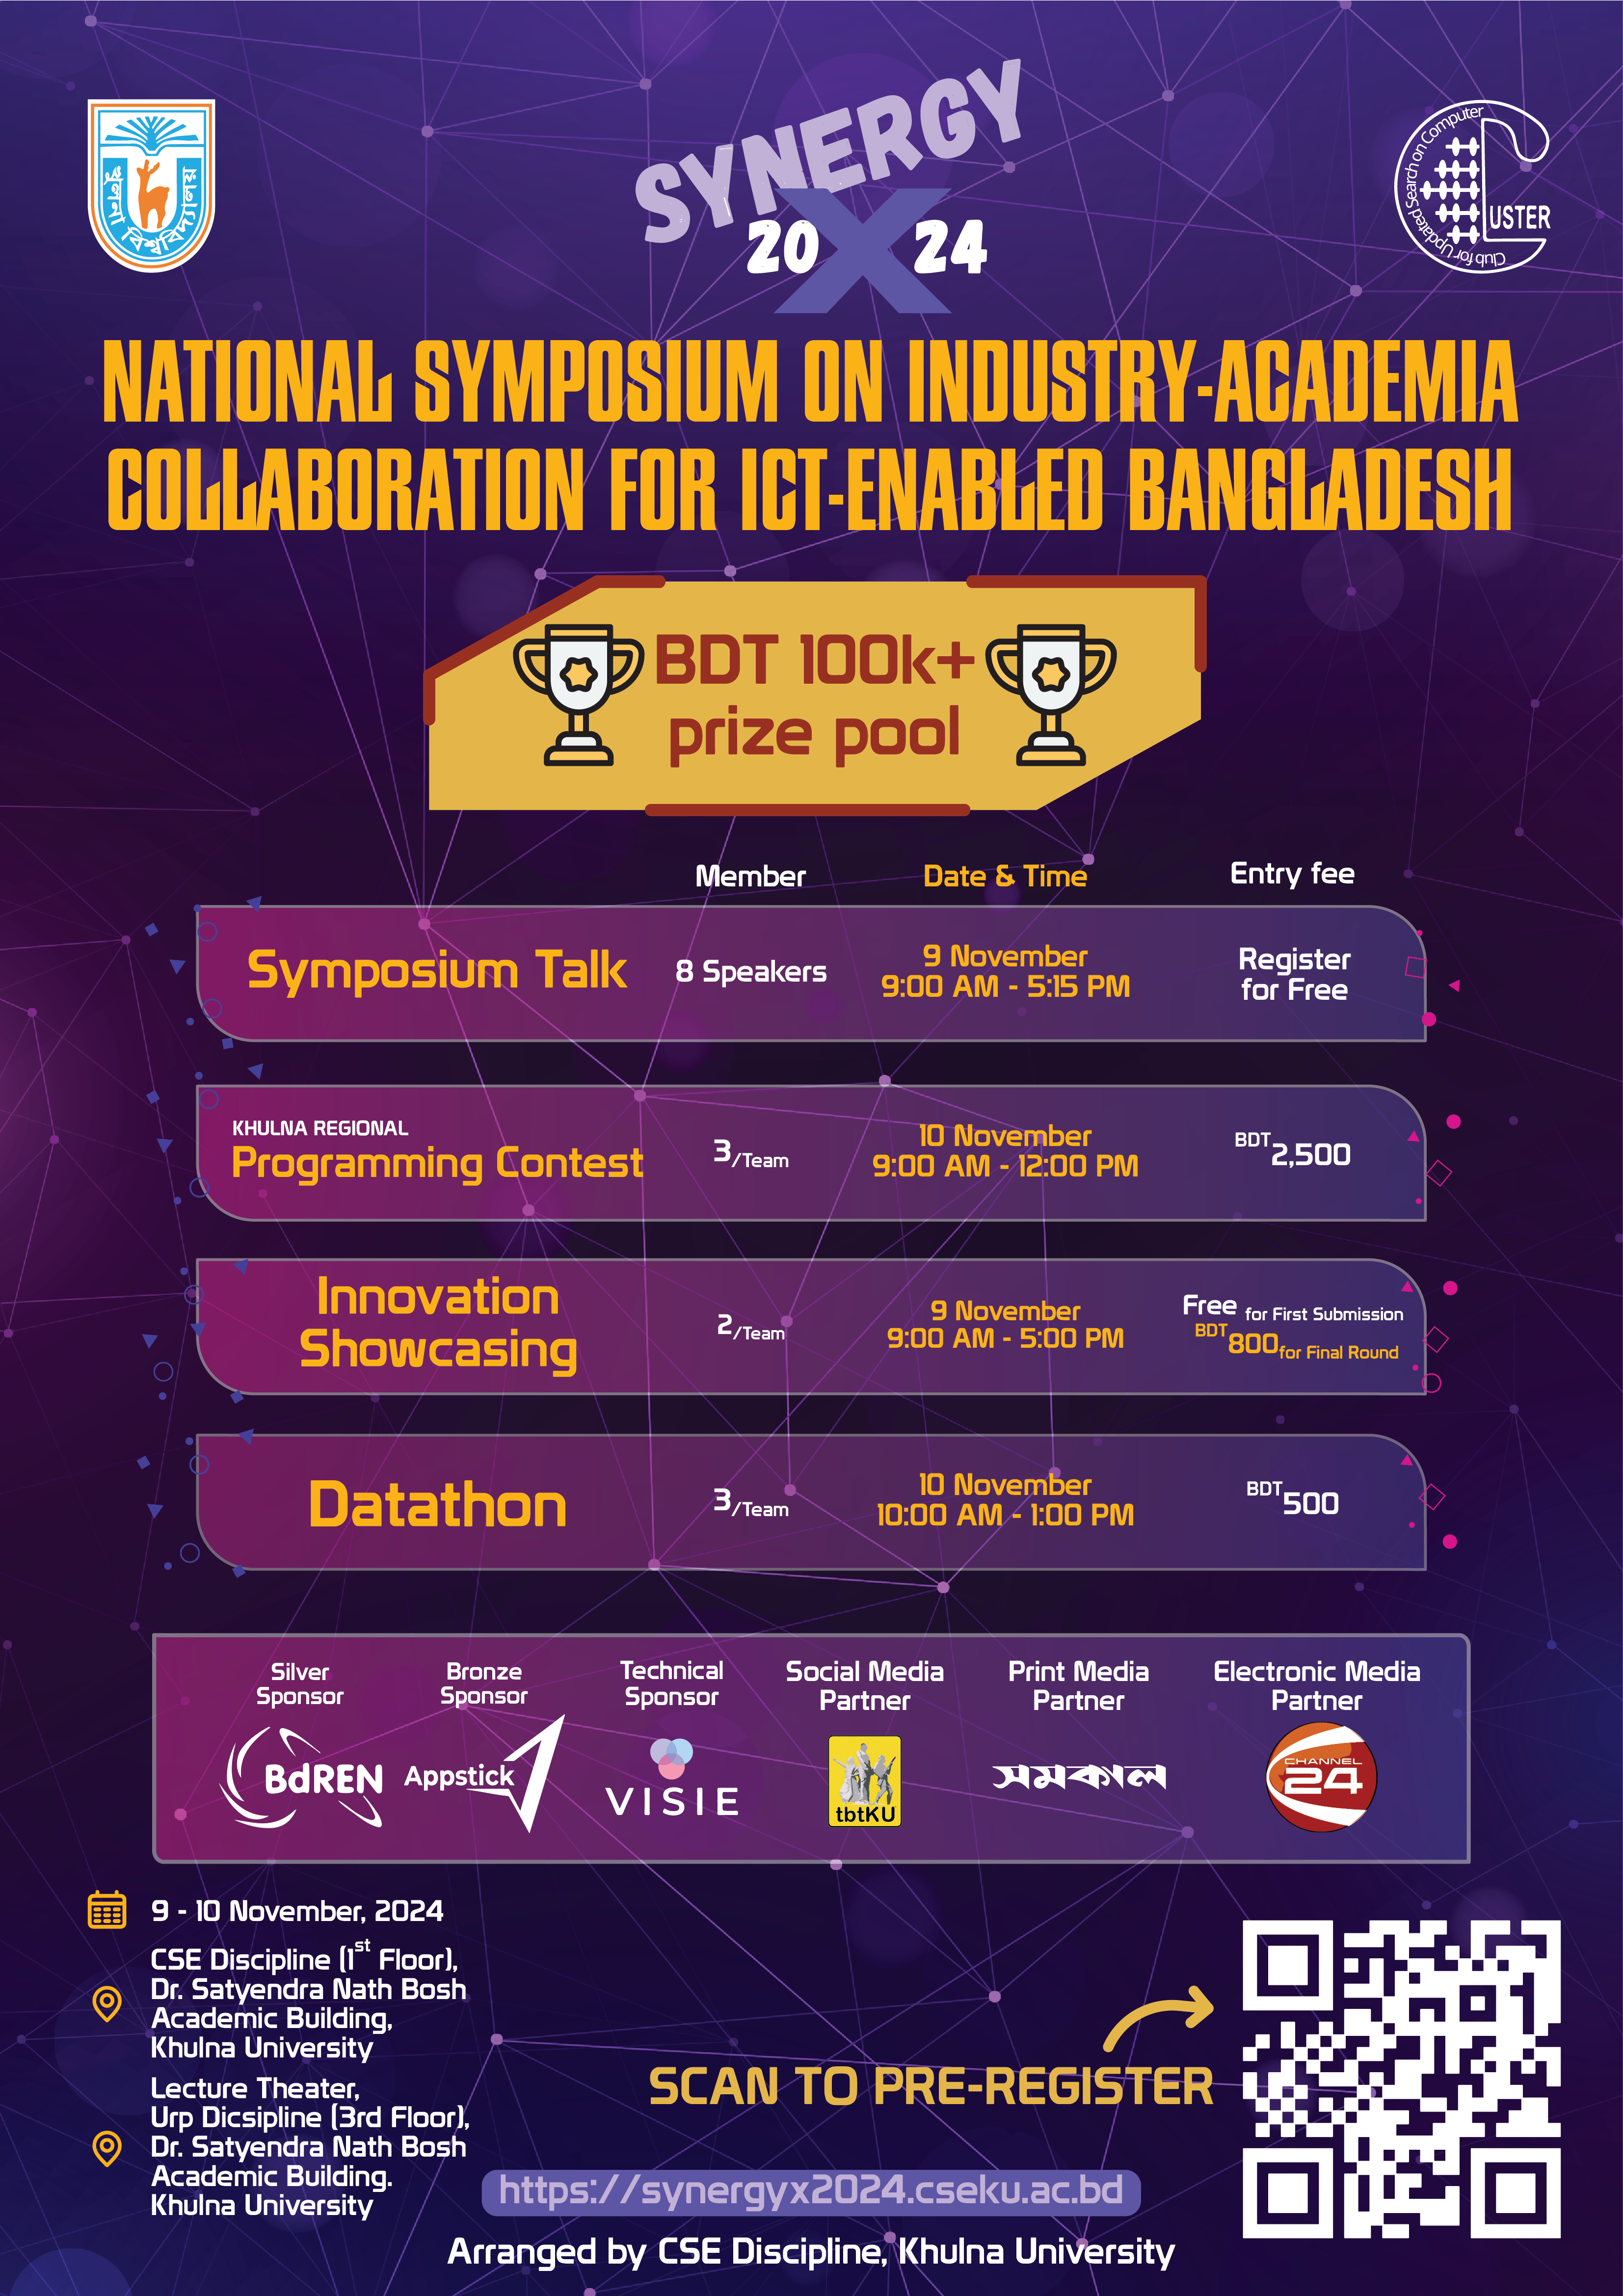 খুলনা বিশ্ববিদ্যালয়
SYNERGY
X
20 24
Club for Updated Search on Computer
CLUSTER
NATIONAL SYMPOSIUM ON INDUSTRY-ACADEMIA
COLLABORATION FOR ICT-ENABLED BANGLADESH
BDT 100k+
prize pool
Member Date & Time Entry fee
Symposium Talk
8 Speakers
9 November
9:00 AM - 5:15 PM
Register
for Free
KHULNA REGIONAL
Programming Contest
3/Team
10 November
9:00 AM - 12:00 PM
BDT 2,500
Innovation
Showcasing
2/Team
9 November
9:00 AM - 5:00 PM
Free for First Submission
BDT 800 for Final Round
Datathon
3/Team
10 November
10:00 AM - 1:00 PM
BDT 500
Silver
Sponsor
BdREN
Bronze
Sponsor
Appstick
Technical
Sponsor
VISIE
Social Media
Partner
tbtKU
Print Media
Partner
সমকাল
Electronic Media
Partner
CHANNEL
24
9 - 10 November, 2024
CSE Discipline (1st Floor),
Dr. Satyendra Nath Bosh
Academic Building,
Khulna University
Lecture Theater,
Urp Dicsipline (3rd Floor),
Dr. Satyendra Nath Bosh
Academic Building.
Khulna University
SCAN TO PRE-REGISTER
https://synergyx2024.cseku.ac.bd
Arranged by CSE Discipline, Khulna University